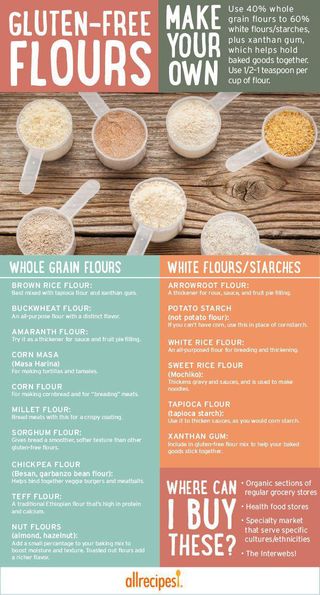 GLUTEN-FREE
FLOURS
MAKE
YOUR
OWN
Use 40% whole
grain flours to 60%
white flours/starches,
plus xanthan gum,
which helps hold
baked goods together.
Use 1/2-1 teaspoon per
cup of flour.
WHOLE GRAIN FLOURS
BROWN RICE FLOUR:
Best mixed with tapioca flour and xanthan gum.
BUCKWHEAT FLOUR:
An all-purpose flour with a distinct flavor.
AMARANTH FLOUR:
Try it as a thickener for sauce and fruit pie filling.
CORN MASA
(Masa Harina)
For making tortillas and tamales.
CORN FLOUR
For making cornbread and for "breading" meats.
MILLET FLOUR:
Bread meats with this for a crispy coating.
SORGHUM FLOUR:
Gives bread a smoother, softer texture than other
gluten-free flours.
CHICKPEA FLOUR
(Besan, garbanzo bean flour):
Helps bind together veggie burgers and meatballs.
TEFF FLOUR:
A traditional Ethiopian flour that's high in protein
and calcium.
NUT FLOURS
(almond, hazelnut):
Add a small percentage to your baking mix to
boost moisture and texture. Toasted nut flours add
a richer flavor.
WHITE FLOURS/STARCHES
ARROWROOT FLOUR:
A thickener for roux, sauce, and fruit pie filling.
POTATO STARCH
(not potato flour):
If you can't have corn, use this in place of cornstarch.
WHITE RICE FLOUR:
An all-purposed flour for breading and thickening.
SWEET RICE FLOUR
(Mochiko):
Thickens gravy and sauces, and is used to make
noodles.
TAPIOCA FLOUR
(tapioca starch):
Use it to thicken sauces, as you would corn starch.
XANTHAN GUM:
Include in gluten-free flour mix to help your baked
goods stick together.
WHERE CAN
I BUY
THESE?
• Organic sections of
regular grocery stores
• Health food stores
• Specialty market
that serve specific
cultures/ethnicities
• The Interwebs!
allrecipes!